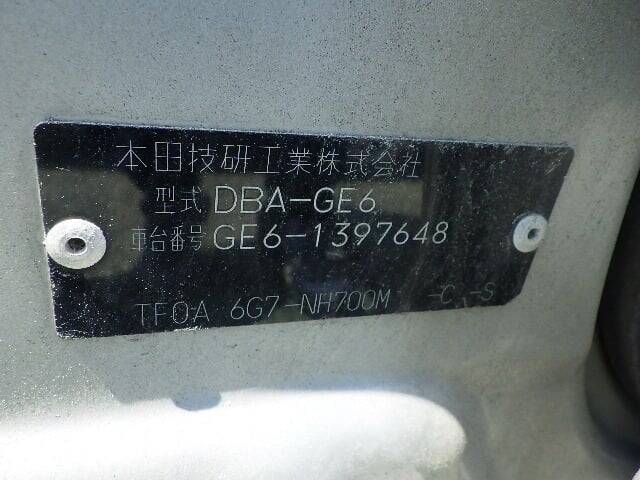 本田技研工業株式会社
型式 DBA-GE6
車台番号 GE6-1397648
TF0A 6G7-NH700M -C -S